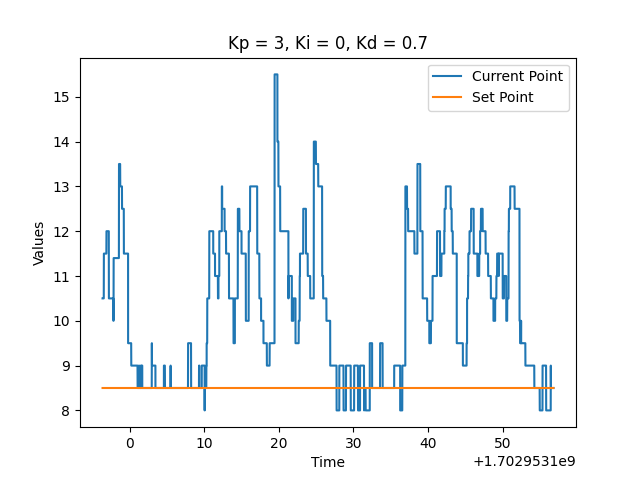 Kp = 3, Ki = 0, Kd = 0.7
Current Point
Set Point
15
14
13
12
11
10
9
8
Values
0 10 20 30 40 50
Time
+1.7029531e9